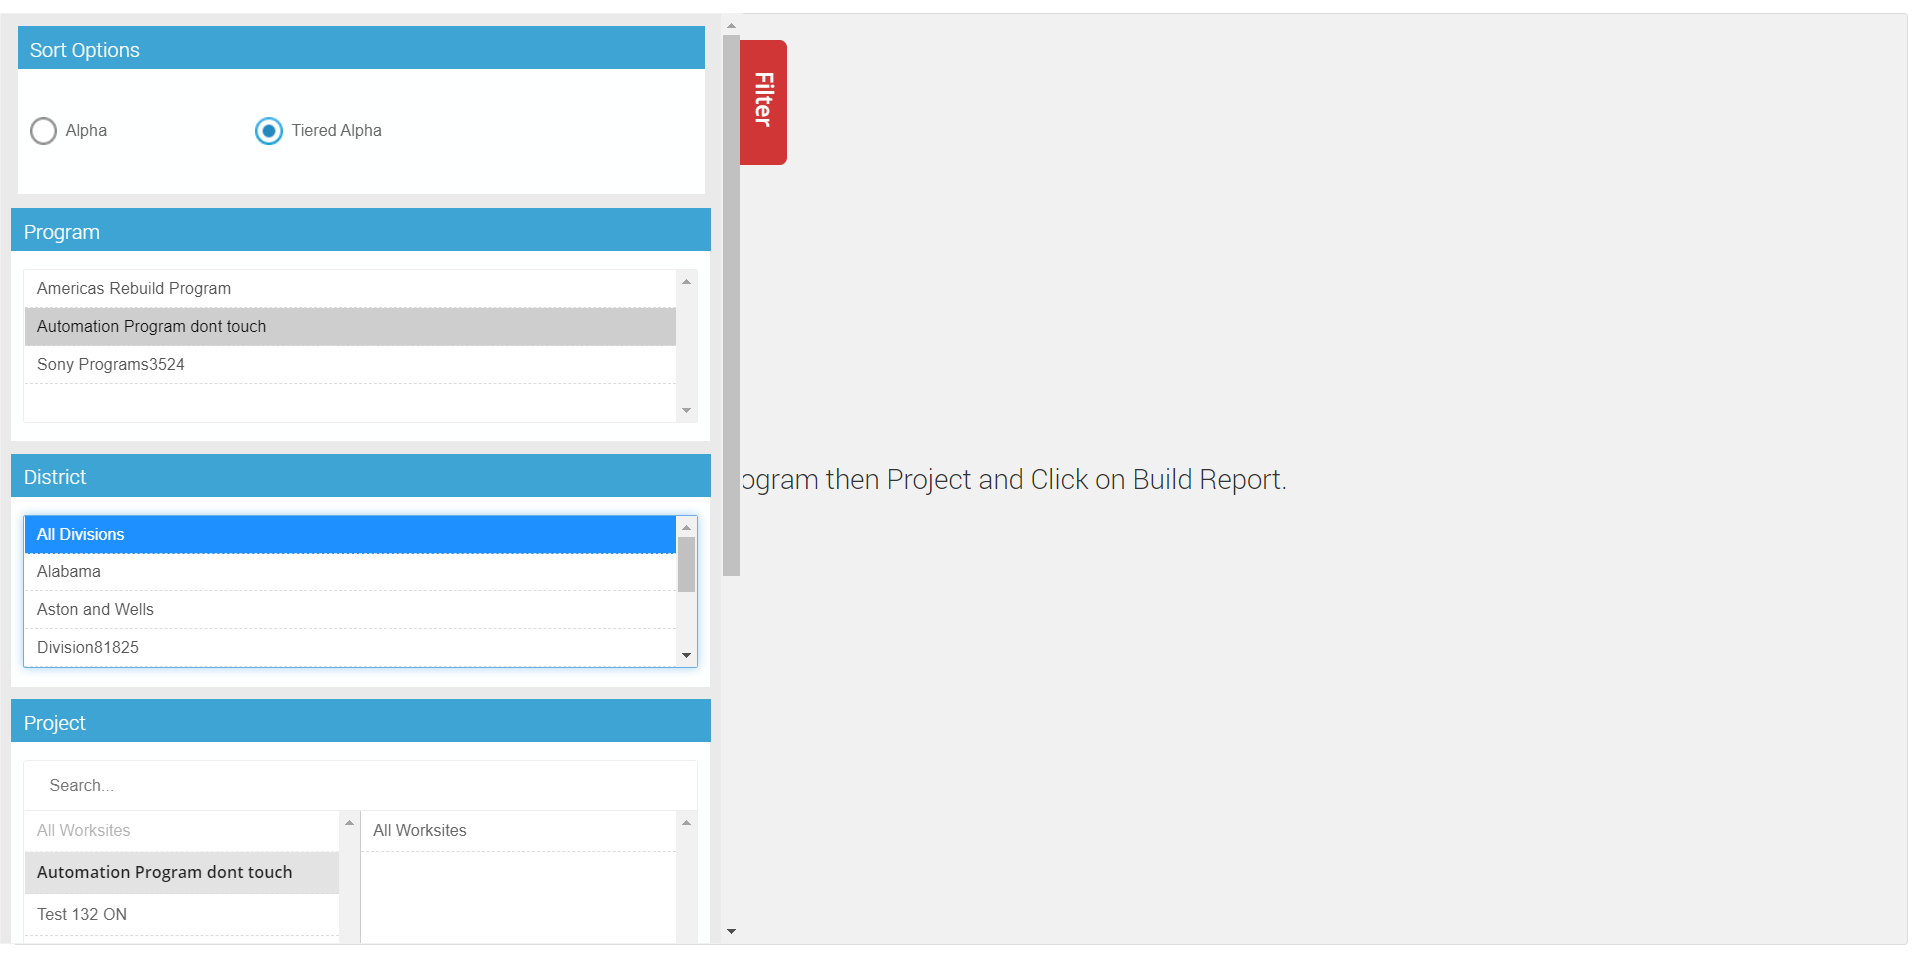 Sort Options
Alpha
Tiered Alpha
Filter
Program
Americas Rebuild Program
Automation Program dont touch
Sony Programs3524
District
ogram then Project and Click on Build Report.
All Divisions
Alabama
Aston and Wells
Division81825
Project
Search...
All Worksites
All Worksites
Automation Program dont touch
Test 132 ON